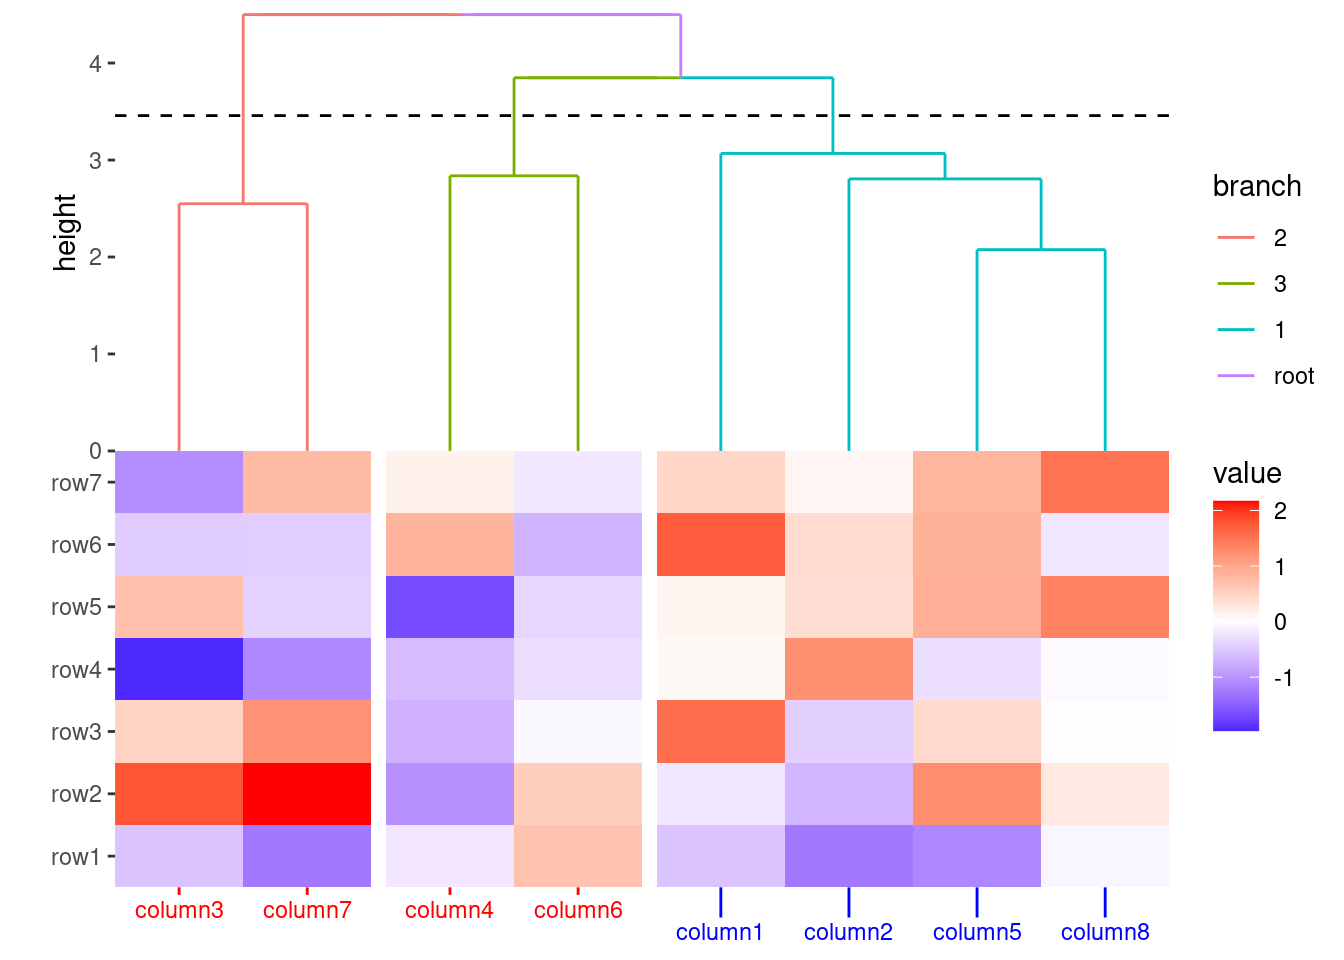 4
3
2
1
0
height
row7
row6
row5
row4
row3
row2
row1
column3 column7 column4 column6
column1 column2 column5 column8
branch
2
3
1
root
value
2
1
0
-1